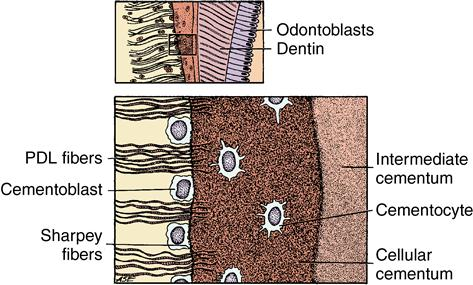 Odontoblasts
Dentin
PDL fibers
Cementoblast
Sharpey
fibers
Intermediate
cementum
Cementocyte
Cellular
cementum